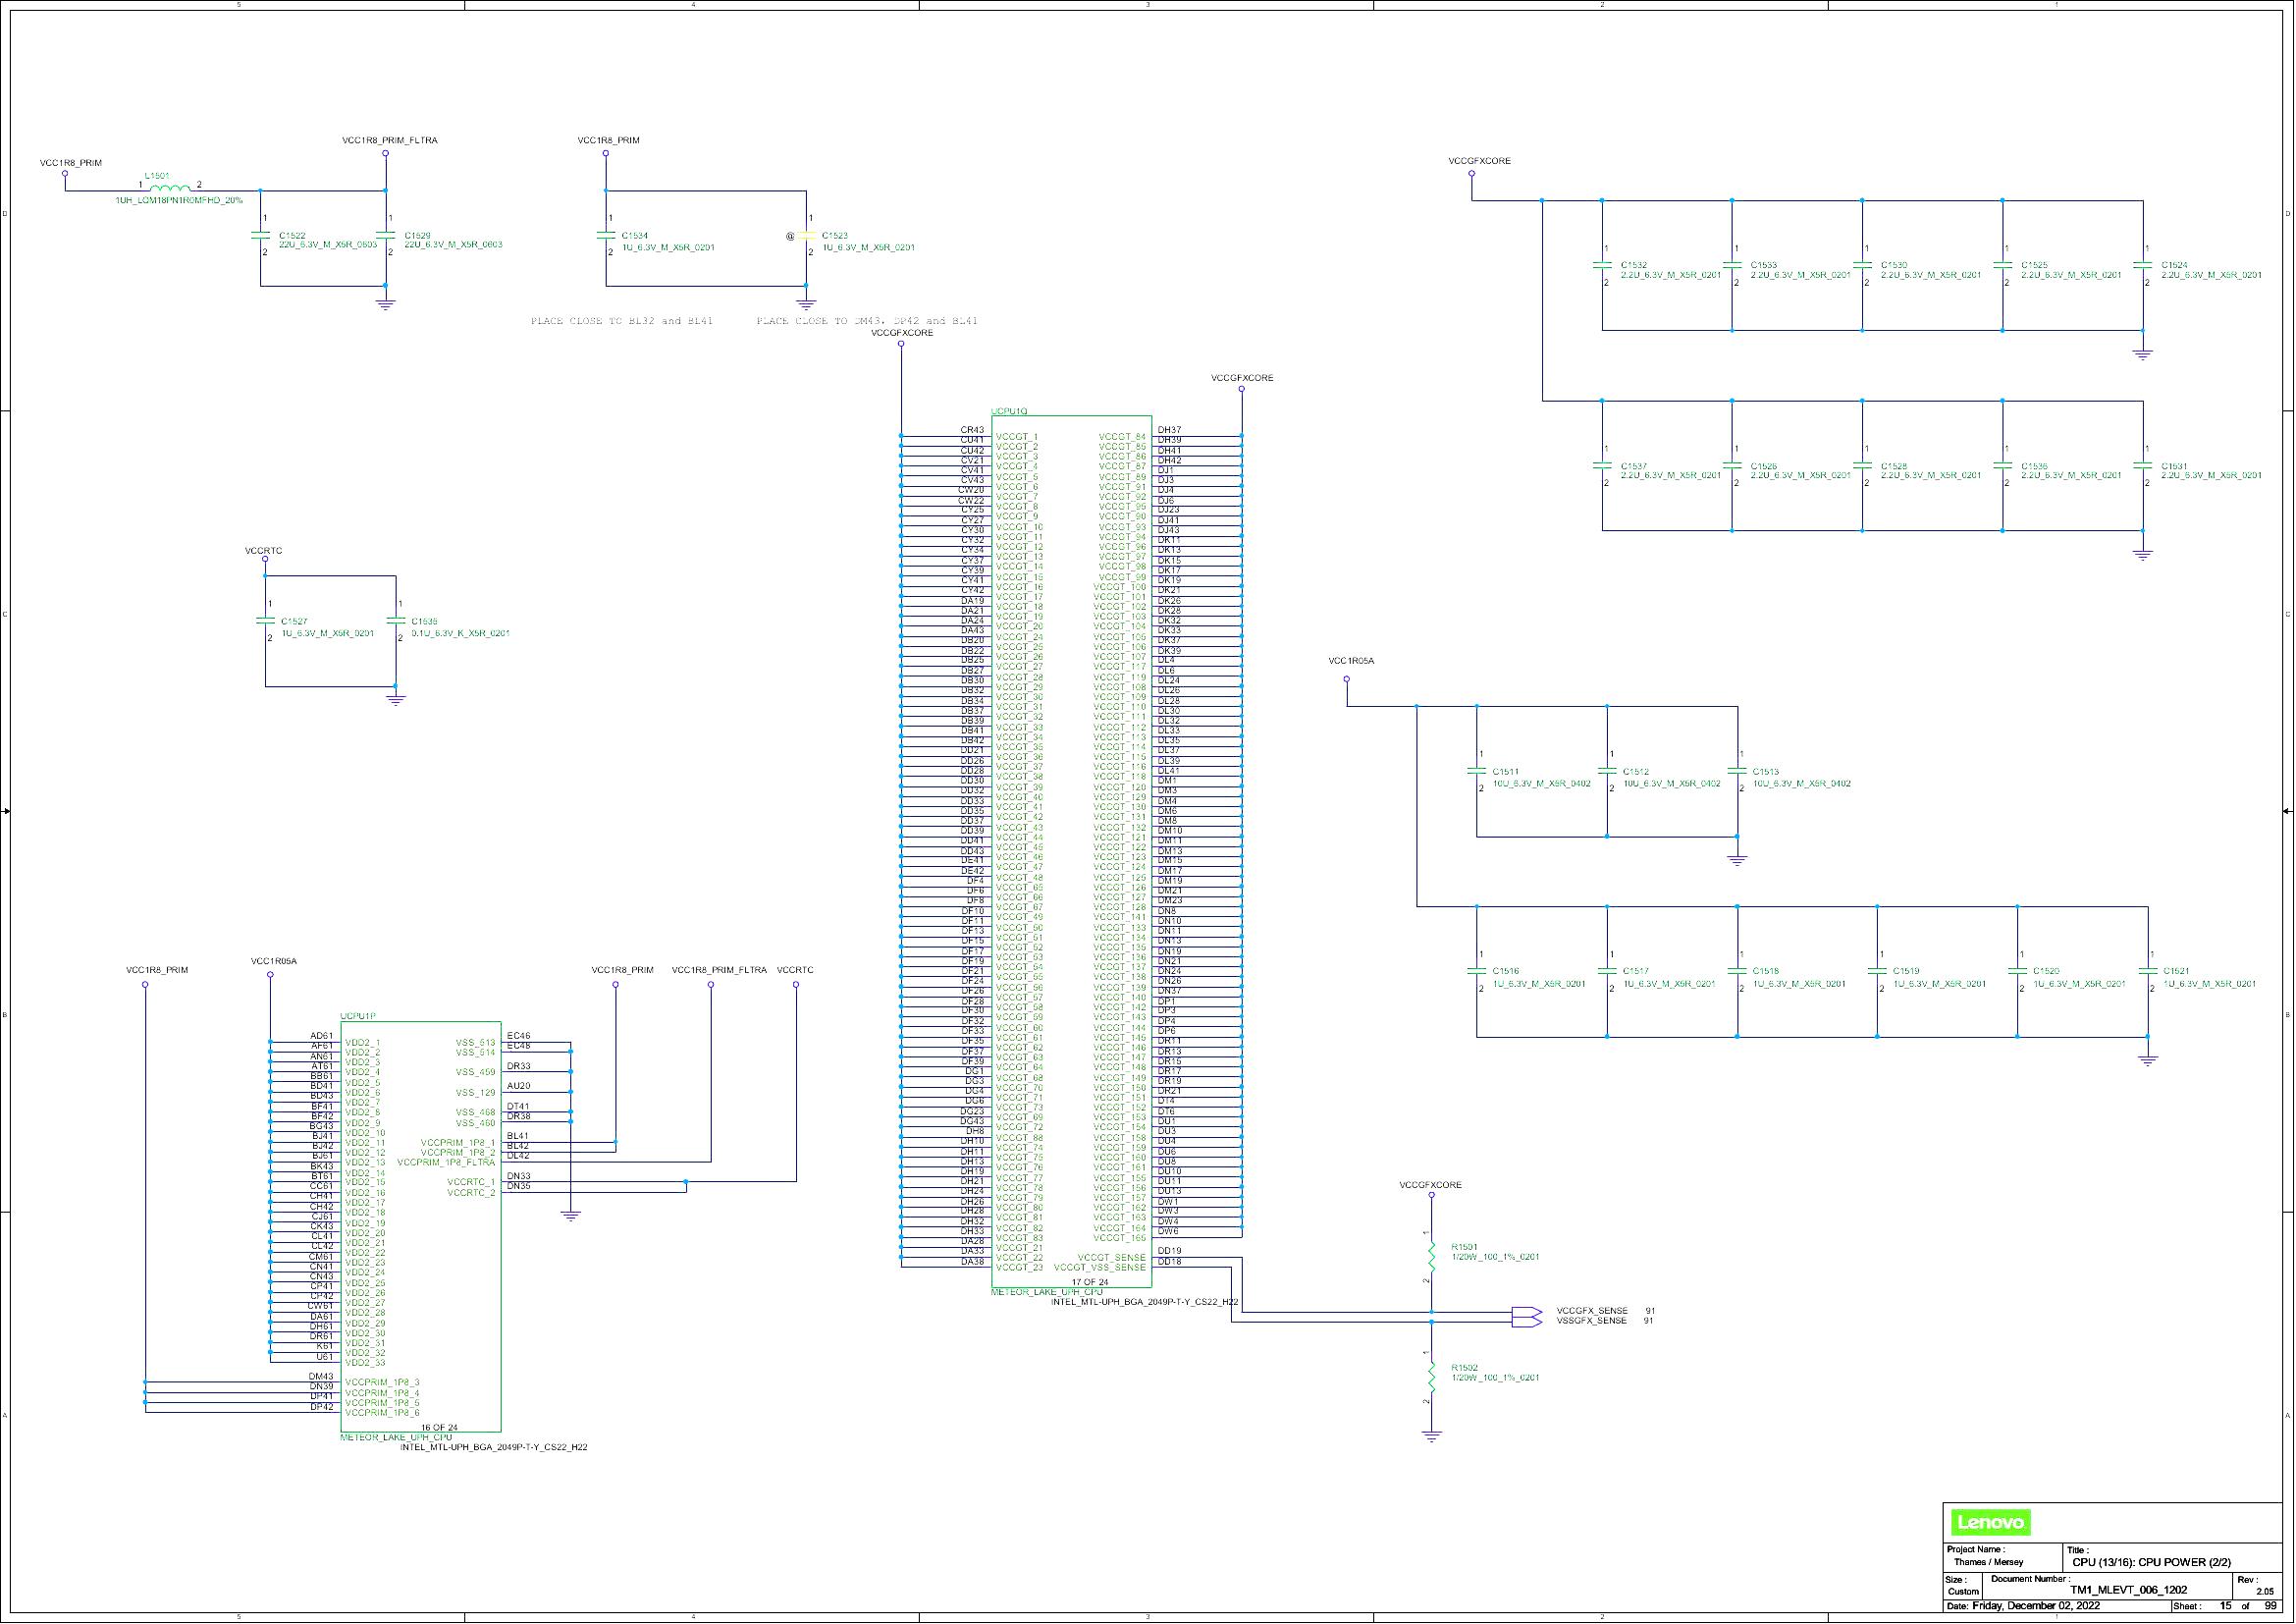 VCC1R8_PRIM
L1501
1 2
1UH_LQM18PN1R0MFHD_20%
VCC1R8_PRIM_FLTRA
1
C1522
22U_6.3V_M_X5R_0603
2
1
C1529
22U_6.3V_M_X5R_0603
2
VCC1R8_PRIM
1
C1534
1U_6.3V_M_X5R_0201
2
1
@ C1523
1U_6.3V_M_X5R_0201
2
PLACE CLOSE TO BL32 and BL41
PLACE CLOSE TO DM43, DP42 and BL41
VCCGFXCORE
1
C1532
2.2U_6.3V_M_X5R_0201
2
1
C1533
2.2U_6.3V_M_X5R_0201
2
1
C1530
2.2U_6.3V_M_X5R_0201
2
1
C1525
2.2U_6.3V_M_X5R_0201
2
1
C1524
2.2U_6.3V_M_X5R_0201
2
1
C1537
2.2U_6.3V_M_X5R_0201
2
1
C1526
2.2U_6.3V_M_X5R_0201
2
1
C1528
2.2U_6.3V_M_X5R_0201
2
1
C1536
2.2U_6.3V_M_X5R_0201
2
1
C1531
2.2U_6.3V_M_X5R_0201
2
VCCRTC
1
C1527
1U_6.3V_M_X5R_0201
2
1
C1535
0.1U_6.3V_K_X5R_0201
2
VCCGFXCORE
VCCGFXCORE
UCPU1Q
CR43 VCCGT_1 VCCGT_84 DH37
CU41 VCCGT_2 VCCGT_85 DH39
CU42 VCCGT_3 VCCGT_86 DH41
CV21 VCCGT_4 VCCGT_87 DH42
CV41 VCCGT_5 VCCGT_89 DJ1
CV43 VCCGT_6 VCCGT_91 DJ3
CW20 VCCGT_7 VCCGT_92 DJ4
CW22 VCCGT_8 VCCGT_95 DJ6
CY25 VCCGT_9 VCCGT_90 DJ23
CY27 VCCGT_10 VCCGT_93 DJ41
CY30 VCCGT_11 VCCGT_94 DJ43
CY32 VCCGT_12 VCCGT_96 DK11
CY34 VCCGT_13 VCCGT_97 DK13
CY37 VCCGT_14 VCCGT_98 DK15
CY39 VCCGT_15 VCCGT_99 DK17
CY41 VCCGT_16 VCCGT_100 DK19
CY42 VCCGT_17 VCCGT_101 DK21
DA19 VCCGT_18 VCCGT_102 DK26
DA21 VCCGT_19 VCCGT_103 DK28
DA24 VCCGT_20 VCCGT_104 DK32
DA43 VCCGT_24 VCCGT_105 DK33
DB20 VCCGT_25 VCCGT_106 DK37
DB22 VCCGT_26 VCCGT_107 DK39
DB25 VCCGT_27 VCCGT_117 DL4
DB27 VCCGT_28 VCCGT_119 DL6
DB30 VCCGT_29 VCCGT_108 DL24
DB32 VCCGT_30 VCCGT_109 DL26
DB34 VCCGT_31 VCCGT_110 DL28
DB37 VCCGT_32 VCCGT_111 DL30
DB39 VCCGT_33 VCCGT_112 DL32
DB41 VCCGT_34 VCCGT_113 DL33
DB42 VCCGT_35 VCCGT_114 DL35
DD21 VCCGT_36 VCCGT_115 DL37
DD26 VCCGT_37 VCCGT_116 DL39
DD28 VCCGT_38 VCCGT_118 DL41
DD30 VCCGT_39 VCCGT_120 DM1
DD32 VCCGT_40 VCCGT_129 DM3
DD33 VCCGT_41 VCCGT_130 DM4
DD35 VCCGT_42 VCCGT_131 DM6
DD37 VCCGT_43 VCCGT_132 DM8
DD39 VCCGT_44 VCCGT_121 DM10
DD41 VCCGT_45 VCCGT_122 DM11
DD43 VCCGT_46 VCCGT_123 DM13
DE41 VCCGT_47 VCCGT_124 DM15
DE42 VCCGT_48 VCCGT_125 DM17
DF4 VCCGT_65 VCCGT_126 DM19
DF6 VCCGT_66 VCCGT_127 DM21
DF8 VCCGT_67 VCCGT_128 DM23
DF10 VCCGT_49 VCCGT_141 DN8
DF11 VCCGT_50 VCCGT_133 DN10
DF13 VCCGT_51 VCCGT_134 DN11
DF15 VCCGT_52 VCCGT_135 DN13
DF17 VCCGT_53 VCCGT_136 DN19
DF19 VCCGT_54 VCCGT_137 DN21
DF21 VCCGT_55 VCCGT_138 DN24
DF24 VCCGT_56 VCCGT_139 DN26
DF26 VCCGT_57 VCCGT_140 DN37
DF28 VCCGT_58 VCCGT_142 DP1
DF30 VCCGT_59 VCCGT_143 DP3
DF32 VCCGT_60 VCCGT_144 DP4
DF33 VCCGT_61 VCCGT_145 DP6
DF35 VCCGT_62 VCCGT_146 DR11
DF37 VCCGT_63 VCCGT_147 DR13
DF39 VCCGT_64 VCCGT_148 DR15
DG1 VCCGT_68 VCCGT_149 DR17
DG3 VCCGT_70 VCCGT_150 DR19
DG4 VCCGT_71 VCCGT_151 DR21
DG6 VCCGT_73 VCCGT_152 DT4
DG23 VCCGT_69 VCCGT_153 DT6
DG43 VCCGT_72 VCCGT_154 DU1
DH8 VCCGT_88 VCCGT_158 DU3
DH10 VCCGT_74 VCCGT_159 DU4
DH11 VCCGT_75 VCCGT_160 DU6
DH13 VCCGT_76 VCCGT_161 DU8
DH19 VCCGT_77 VCCGT_155 DU10
DH21 VCCGT_78 VCCGT_156 DU11
DH24 VCCGT_79 VCCGT_157 DU13
DH26 VCCGT_80 VCCGT_162 DW1
DH28 VCCGT_81 VCCGT_163 DW3
DH32 VCCGT_82 VCCGT_164 DW4
DH33 VCCGT_83 VCCGT_165 DW6
DA28 VCCGT_21
DA33 VCCGT_22 VCCGT_SENSE DD19
DA38 VCCGT_23 VCCGT_VSS_SENSE DD18
17 OF 24
METEOR_LAKE_UPH_CPU
INTEL_MTL-UPH_BGA_2049P-T-Y_CS22_H22
VCC1R05A
1
C1511
10U_6.3V_M_X5R_0402
2
1
C1512
10U_6.3V_M_X5R_0402
2
1
C1513
10U_6.3V_M_X5R_0402
2
1
C1516
1U_6.3V_M_X5R_0201
2
1
C1517
1U_6.3V_M_X5R_0201
2
1
C1518
1U_6.3V_M_X5R_0201
2
1
C1519
1U_6.3V_M_X5R_0201
2
1
C1520
1U_6.3V_M_X5R_0201
2
1
C1521
1U_6.3V_M_X5R_0201
2
VCC1R8_PRIM
VCC1R05A
VCC1R8_PRIM
VCC1R8_PRIM_FLTRA
VCCRTC
UCPU1P
AD61 VDD2_1 VSS_513 EC46
AF61 VDD2_2 VSS_514 EC48
AN61 VDD2_3
AT61 VDD2_4 VSS_459 DR33
BB61 VDD2_5
BD41 VDD2_6 VSS_129 AU20
BD43 VDD2_7
BF41 VDD2_8 VSS_468 DT41
BF42 VDD2_9 VSS_460 DR38
BG43 VDD2_10
BJ41 VDD2_11 VCCPRIM_1P8_1 BL41
BJ42 VDD2_12 VCCPRIM_1P8_2 BL42
BJ61 VDD2_13 VCCPRIM_1P8_FLTRA DL42
BK43 VDD2_14
BT61 VDD2_15 VCCRTC_1 DN33
CC61 VDD2_16 VCCRTC_2 DN35
CH41 VDD2_17
CH42 VDD2_18
CJ61 VDD2_19
CK43 VDD2_20
CL41 VDD2_21
CL42 VDD2_22
CM61 VDD2_23
CN41 VDD2_24
CN43 VDD2_25
CP41 VDD2_26
CP42 VDD2_27
CW61 VDD2_28
DA61 VDD2_29
DH61 VDD2_30
DR61 VDD2_31
K61 VDD2_32
U61 VDD2_33
DM43 VCCPRIM_1P8_3
DN39 VCCPRIM_1P8_4
DP41 VCCPRIM_1P8_5
DP42 VCCPRIM_1P8_6
16 OF 24
METEOR_LAKE_UPH_CPU
INTEL_MTL-UPH_BGA_2049P-T-Y_CS22_H22
VCCGFXCORE
1
R1501
1/20W_100_1%_0201
2
VCCGFX_SENSE 91
VSSGFX_SENSE 91
1
R1502
1/20W_100_1%_0201
2
Lenovo
Project Name :
Thames / Mersey
Title :
CPU (13/16): CPU POWER (2/2)
Size :
Custom
Document Number :
TM1_MLEVT_006_1202
Rev :
2.05
Date: Friday, December 02, 2022
Sheet : 15 of 99